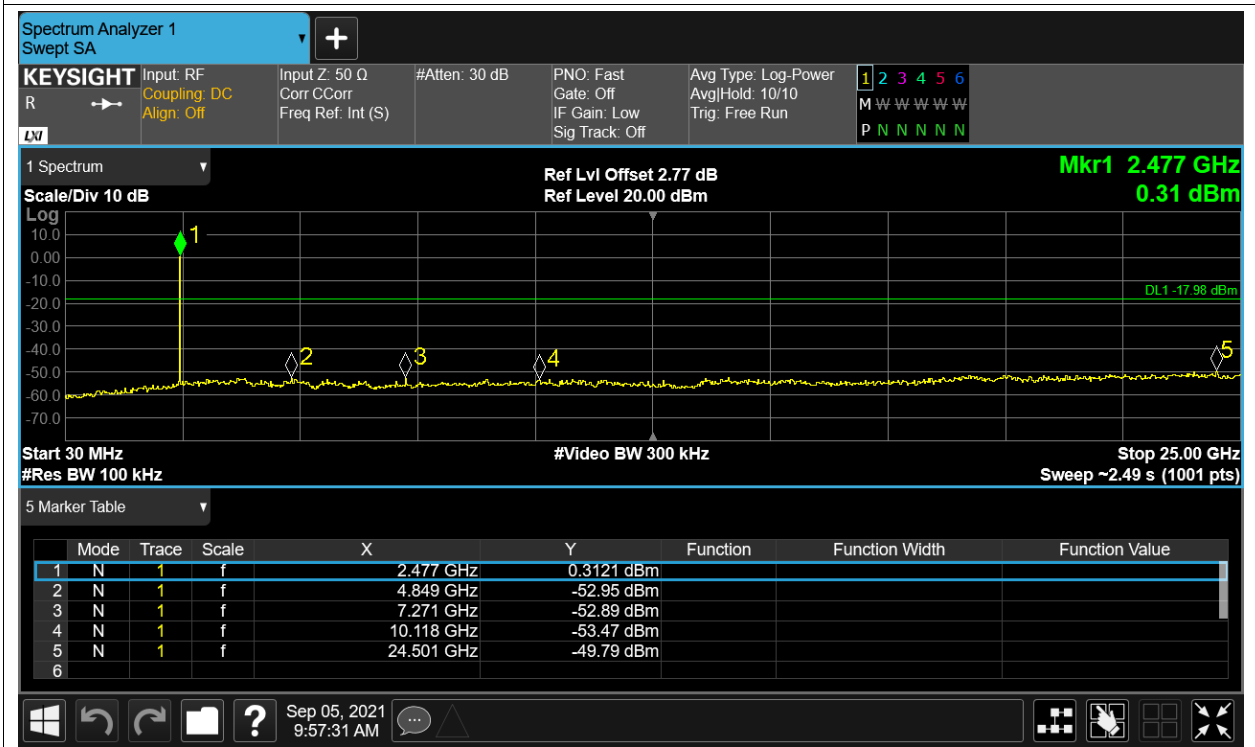 Spectrum Analyzer 1
Swept SA
+
KEYSIGHT Input: RF Input Z: 50 Ω #Atten: 30 dB PNO: Fast Avg Type: Log-Power 1 2 3 4 5 6
R Coupling: DC Corr CCorr Gate: Off Avg|Hold: 10/10 M W W W W W
Align: Off Freq Ref: Int (S) IF Gain: Low Trig: Free Run
LXI Sig Track: Off P N N N N N
1 Spectrum Ref Lvl Offset 2.77 dB Mkr1 2.477 GHz
Scale/Div 10 dB Ref Level 20.00 dBm 0.31 dBm
Log
10.0 1
0.00
-10.0
DL1 -17.98 dBm
-20.0
-30.0
-40.0 2 3 4 5
-50.0
-60.0
-70.0
Start 30 MHz #Video BW 300 kHz Stop 25.00 GHz
#Res BW 100 kHz Sweep ~2.49 s (1001 pts)
5 Marker Table
Mode Trace Scale X Y Function Function Width Function Value
1 N 1 f 2.477 GHz 0.3121 dBm
2 N 1 f 4.849 GHz -52.95 dBm
3 N 1 f 7.271 GHz -52.89 dBm
4 N 1 f 10.118 GHz -53.47 dBm
5 N 1 f 24.501 GHz -49.79 dBm
6
? Sep 05, 2021
9:57:31 AM